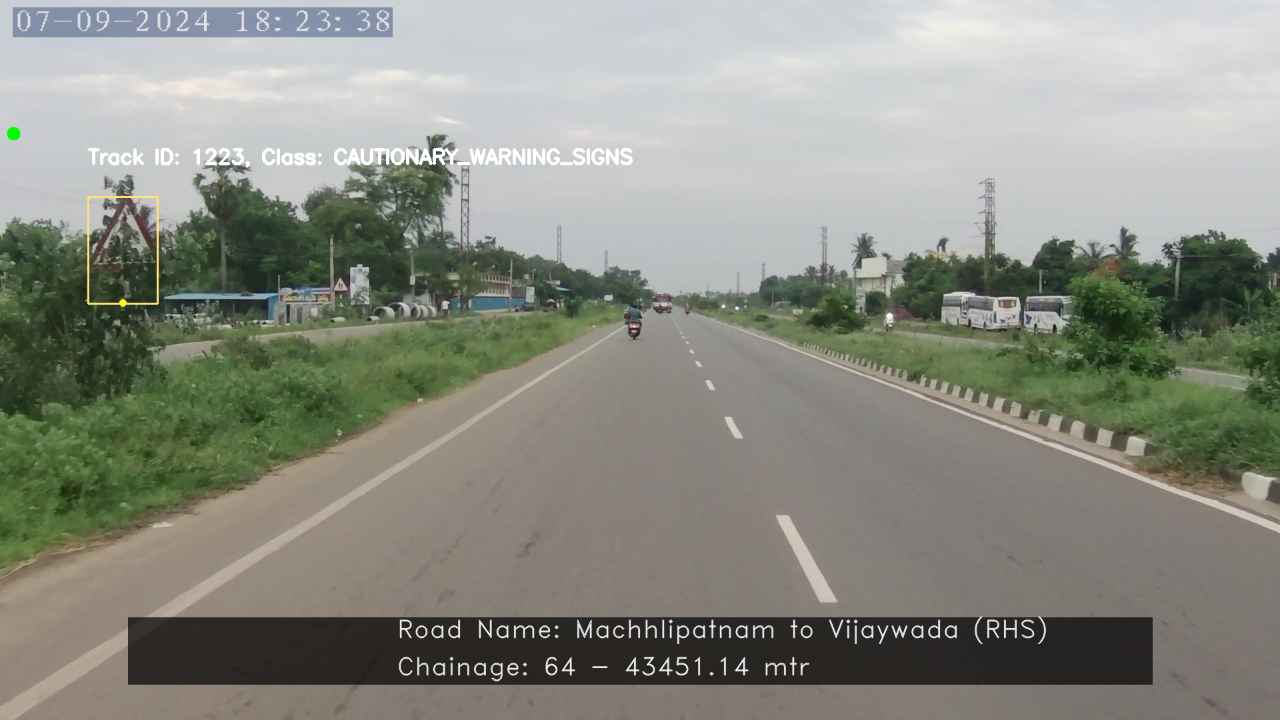 07-09-2024 18:23:38
Track ID: 1223, Class: CAUTIONARY_WARNING_SIGNS
Road Name: Machhlipatnam to Vijaywada (RHS)
Chainage: 64 - 43451.14 mtr